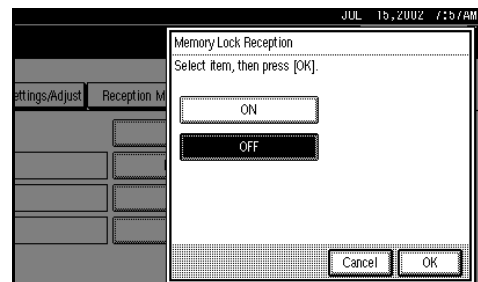 JUL 15,2002 7:57AM
Memory Lock Reception
Select item, then press [OK].
ettings/Adjust Reception M
ON
OFF
Cancel OK